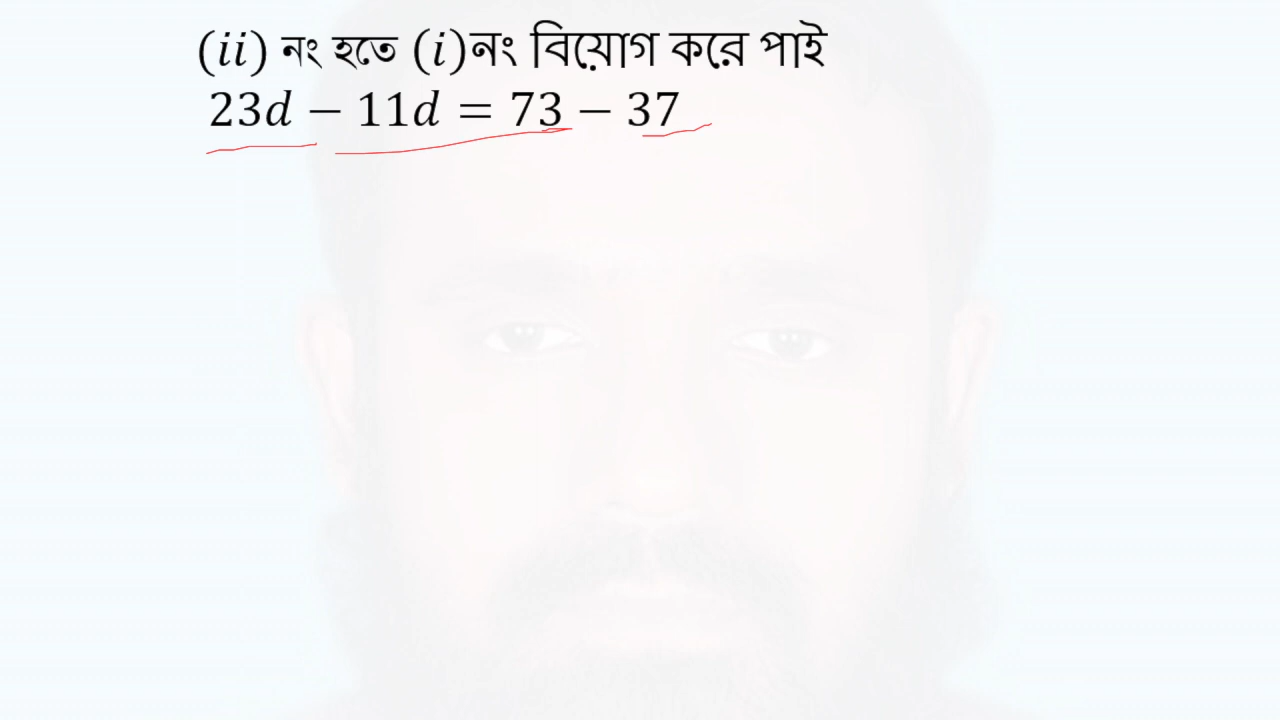 (ii) নং হতে (i)নং বিয়োগ করে পাই
23d − 11d = 73 − 37